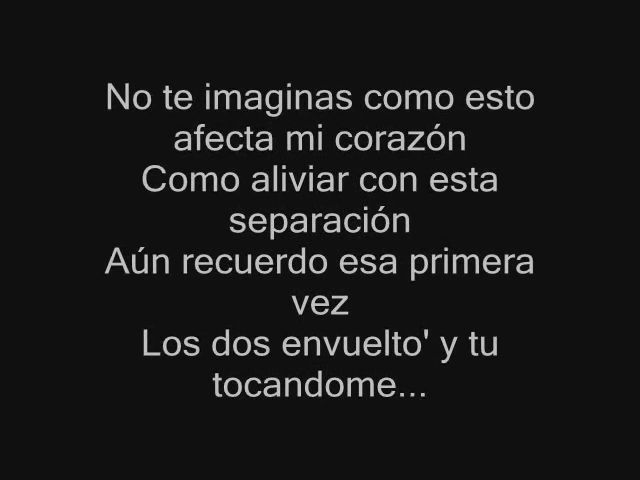 No te imaginas como esto
afecta mi corazón
Como aliviar con esta
separación
Aún recuerdo esa primera
vez
Los dos envuelto' y tu
tocandome...